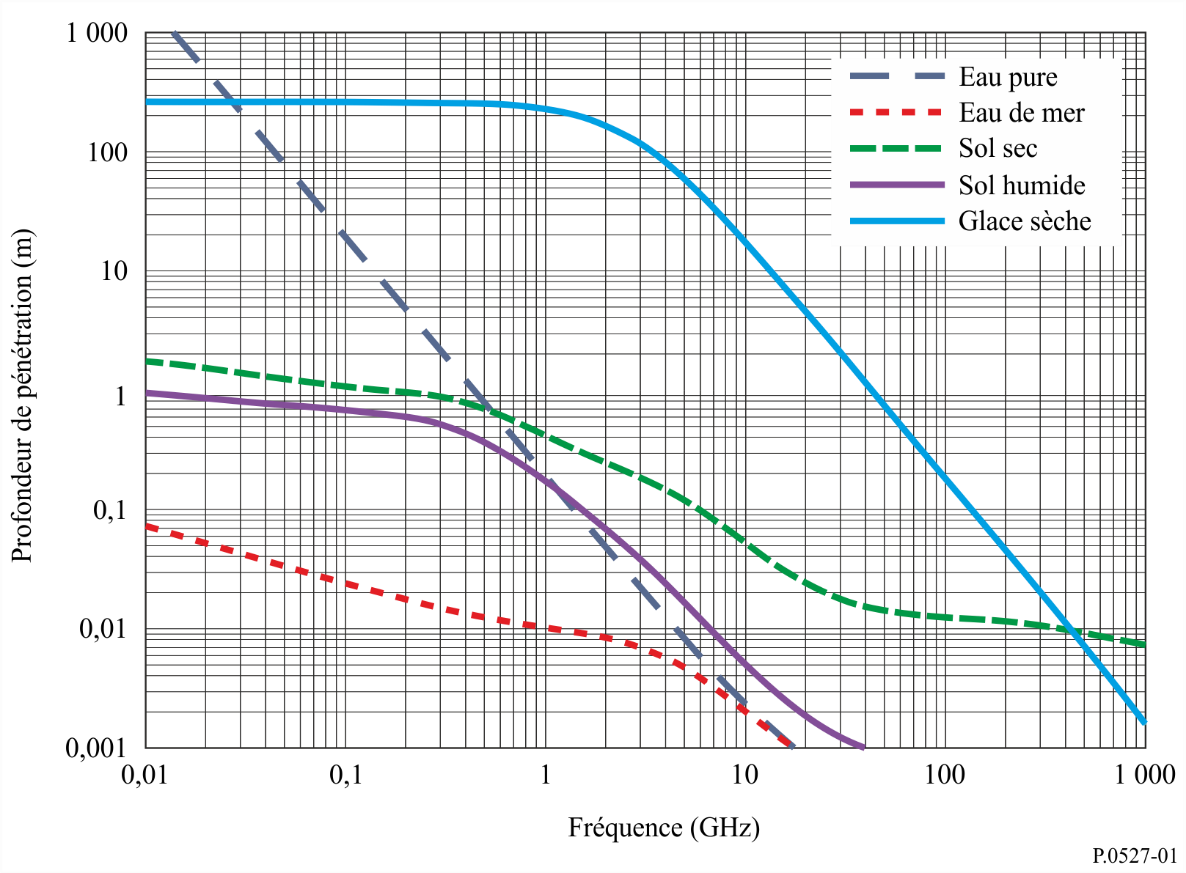 1 000
100
10
1
0,1
0,01
0,001
Profondeur de pénétration (m)
Eau pure
Eau de mer
Sol sec
Sol humide
Glace sèche
0,01 0,1 1 10 100 1 000
Fréquence (GHz)
P.0527-01